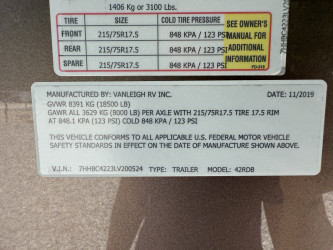 1406 Kg or 3100 Lbs.
TIRE SIZE COLD TIRE PRESSURE SEE OWNER'S
MANUAL FOR
ADDITIONAL
INFORMATION
FRONT 215/75R17.5 848 KPA / 123 PSI
REAR 215/75R17.5 848 KPA / 123 PSI
SPARE 215/75R17.5 848 KPA / 123 PSI
7HHBC4223LV200524
MANUFACTURED BY: VANLEIGH RV INC. DATE: 11/2019
GVWR 8391 KG (18500 LB)
GAWR ALL 3629 KG (8000 LB) PER AXLE WITH 215/75R17.5 TIRE 17.5 RIM
AT 848.1 KPA (123 PSI) COLD 848 KPA / 123 PSI
THIS VEHICLE CONFORMS TO ALL APPLICABLE U.S. FEDERAL MOTOR VEHICLE
SAFETY STANDARDS IN EFFECT ON THE DATE OF MANUFACTURE SHOWN ABOVE.
V.I.N.: 7HHBC4223LV200524 TYPE: TRAILER MODEL: 42RDB